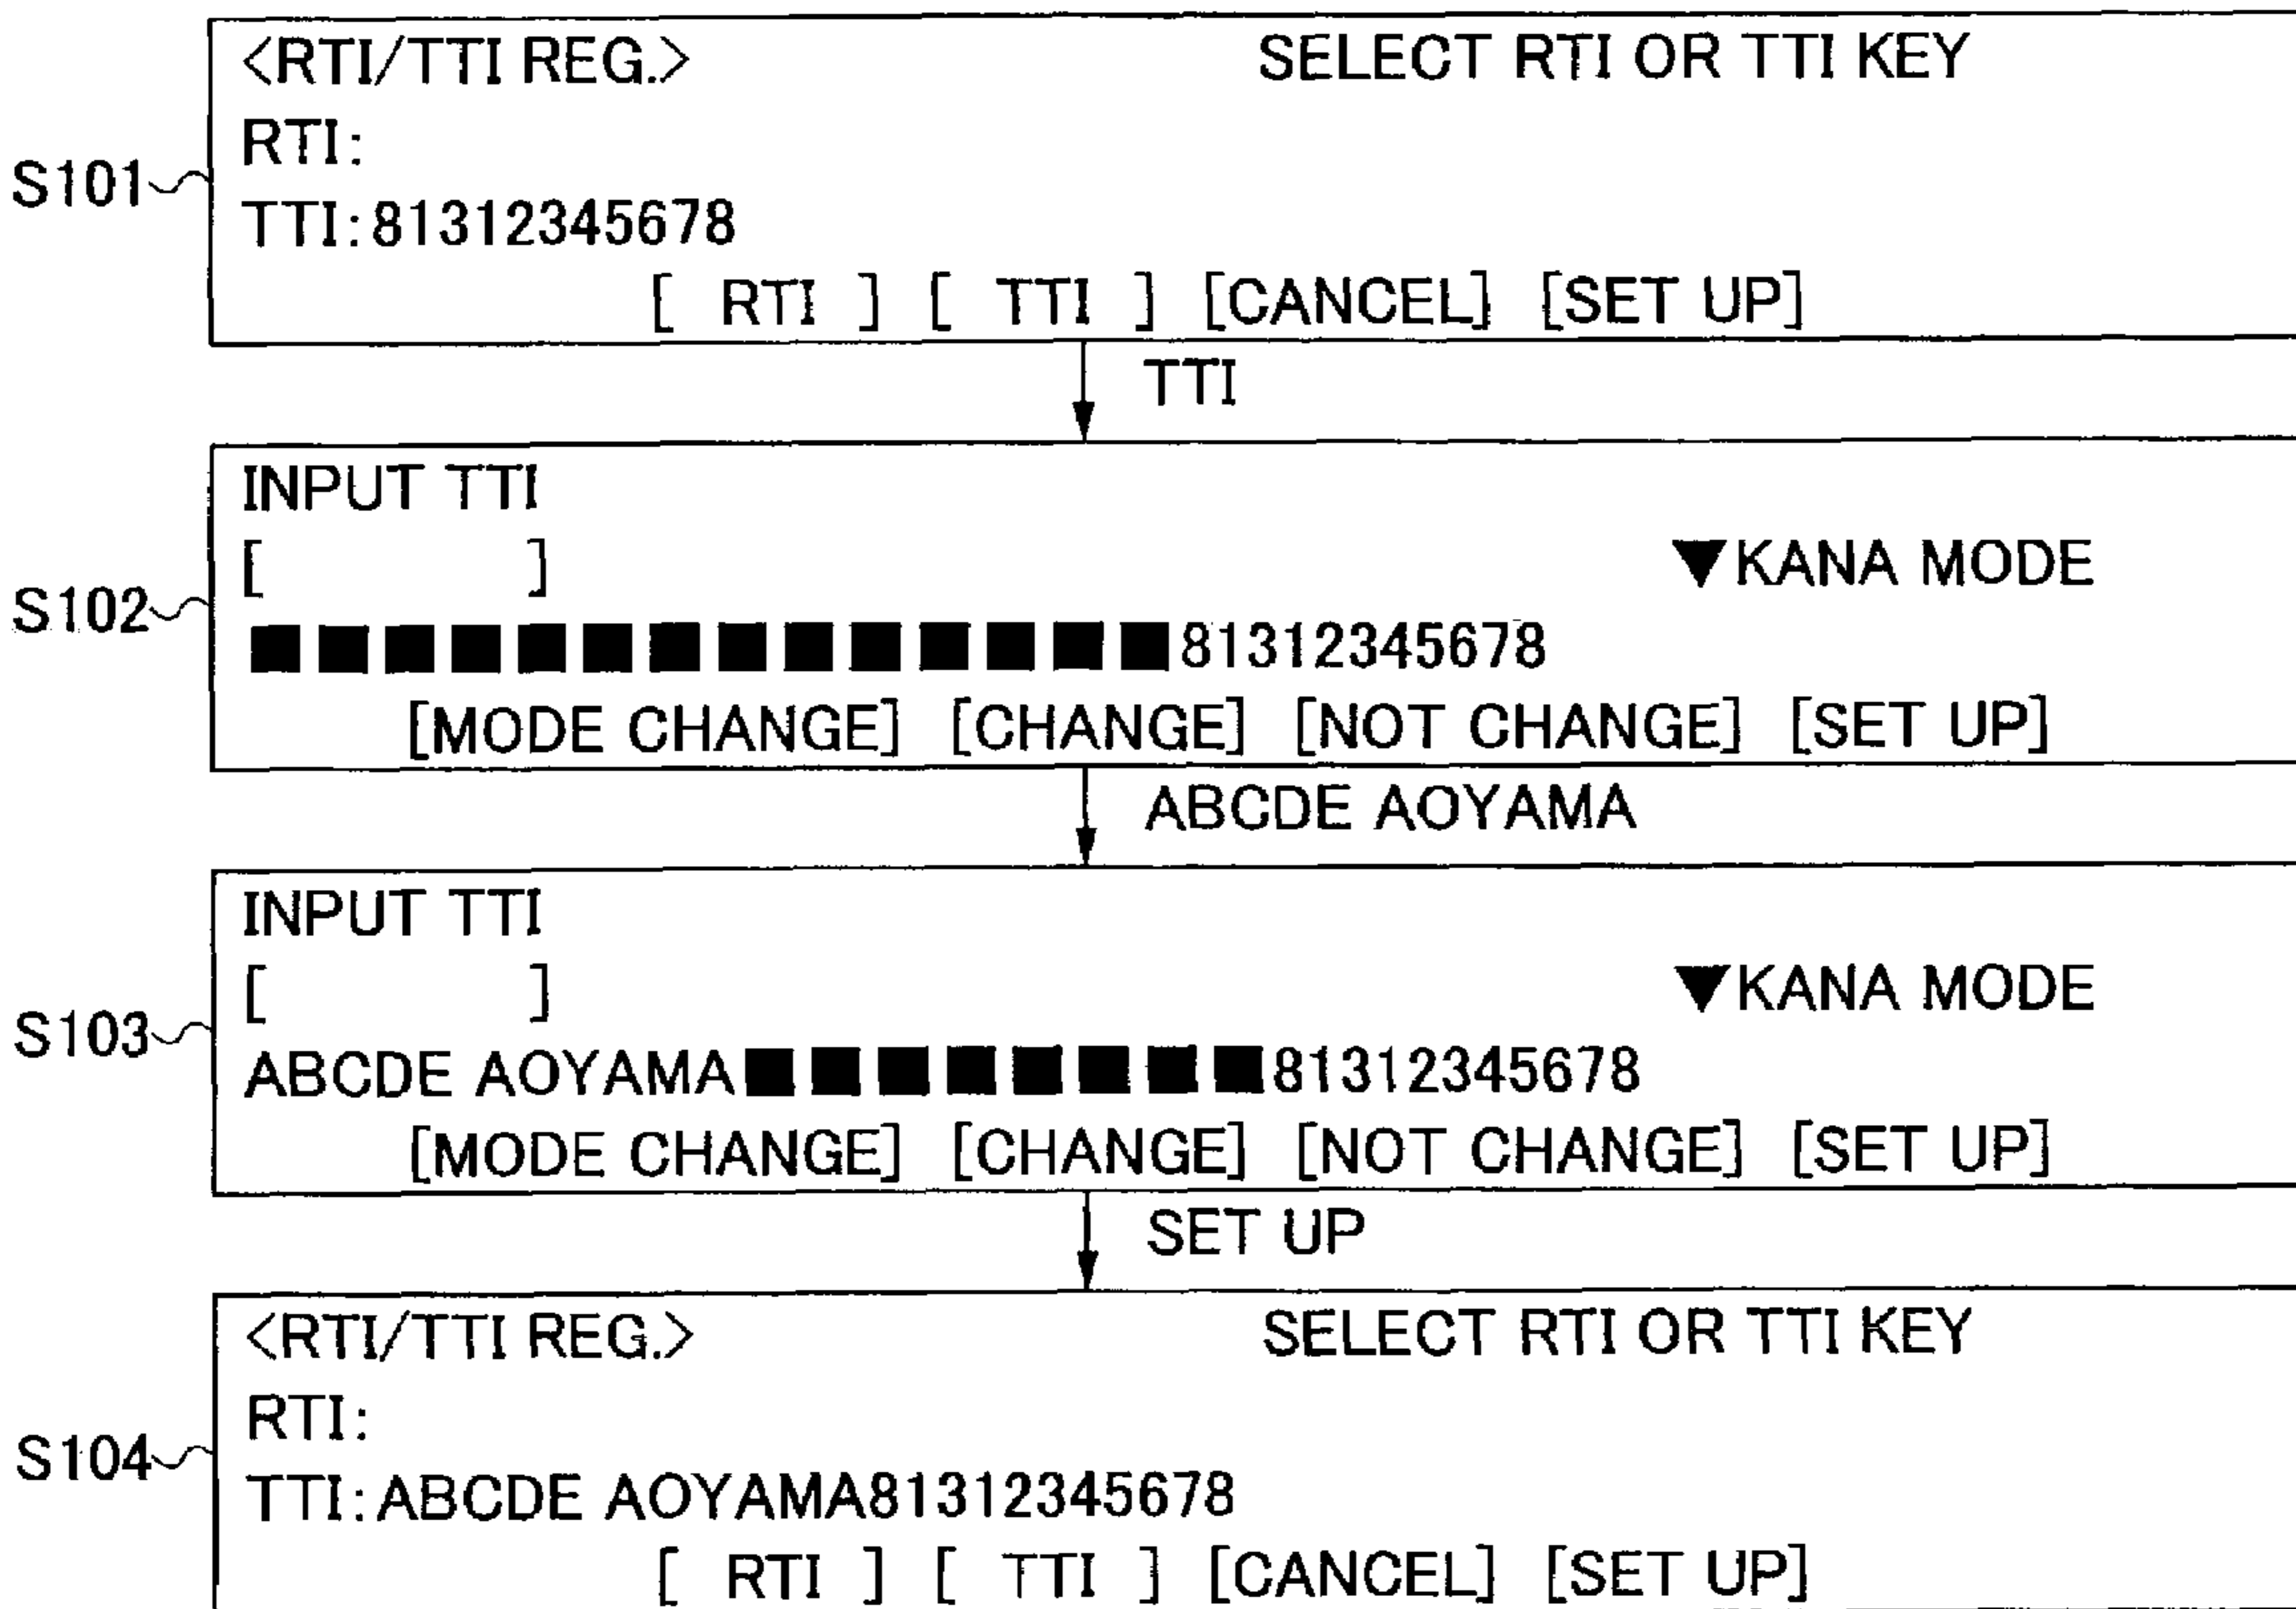 <RTI/TTI REG.> SELECT RTI OR TTI KEY
RTI:
S101
TTI:81312345678
[ RTI ] [ TTI ] [CANCEL] [SET UP]
TTI
INPUT TTI
[ ] ▼KANA MODE
S102
■■■■■■■■■■■■■■81312345678
[MODE CHANGE] [CHANGE] [NOT CHANGE] [SET UP]
ABCDE AOYAMA
INPUT TTI
[ ] ▼KANA MODE
S103
ABCDE AOYAMA■■■■■■■■81312345678
[MODE CHANGE] [CHANGE] [NOT CHANGE] [SET UP]
SET UP
<RTI/TTI REG.> SELECT RTI OR TTI KEY
RTI:
S104
TTI:ABCDE AOYAMA81312345678
[ RTI ] [ TTI ] [CANCEL] [SET UP]